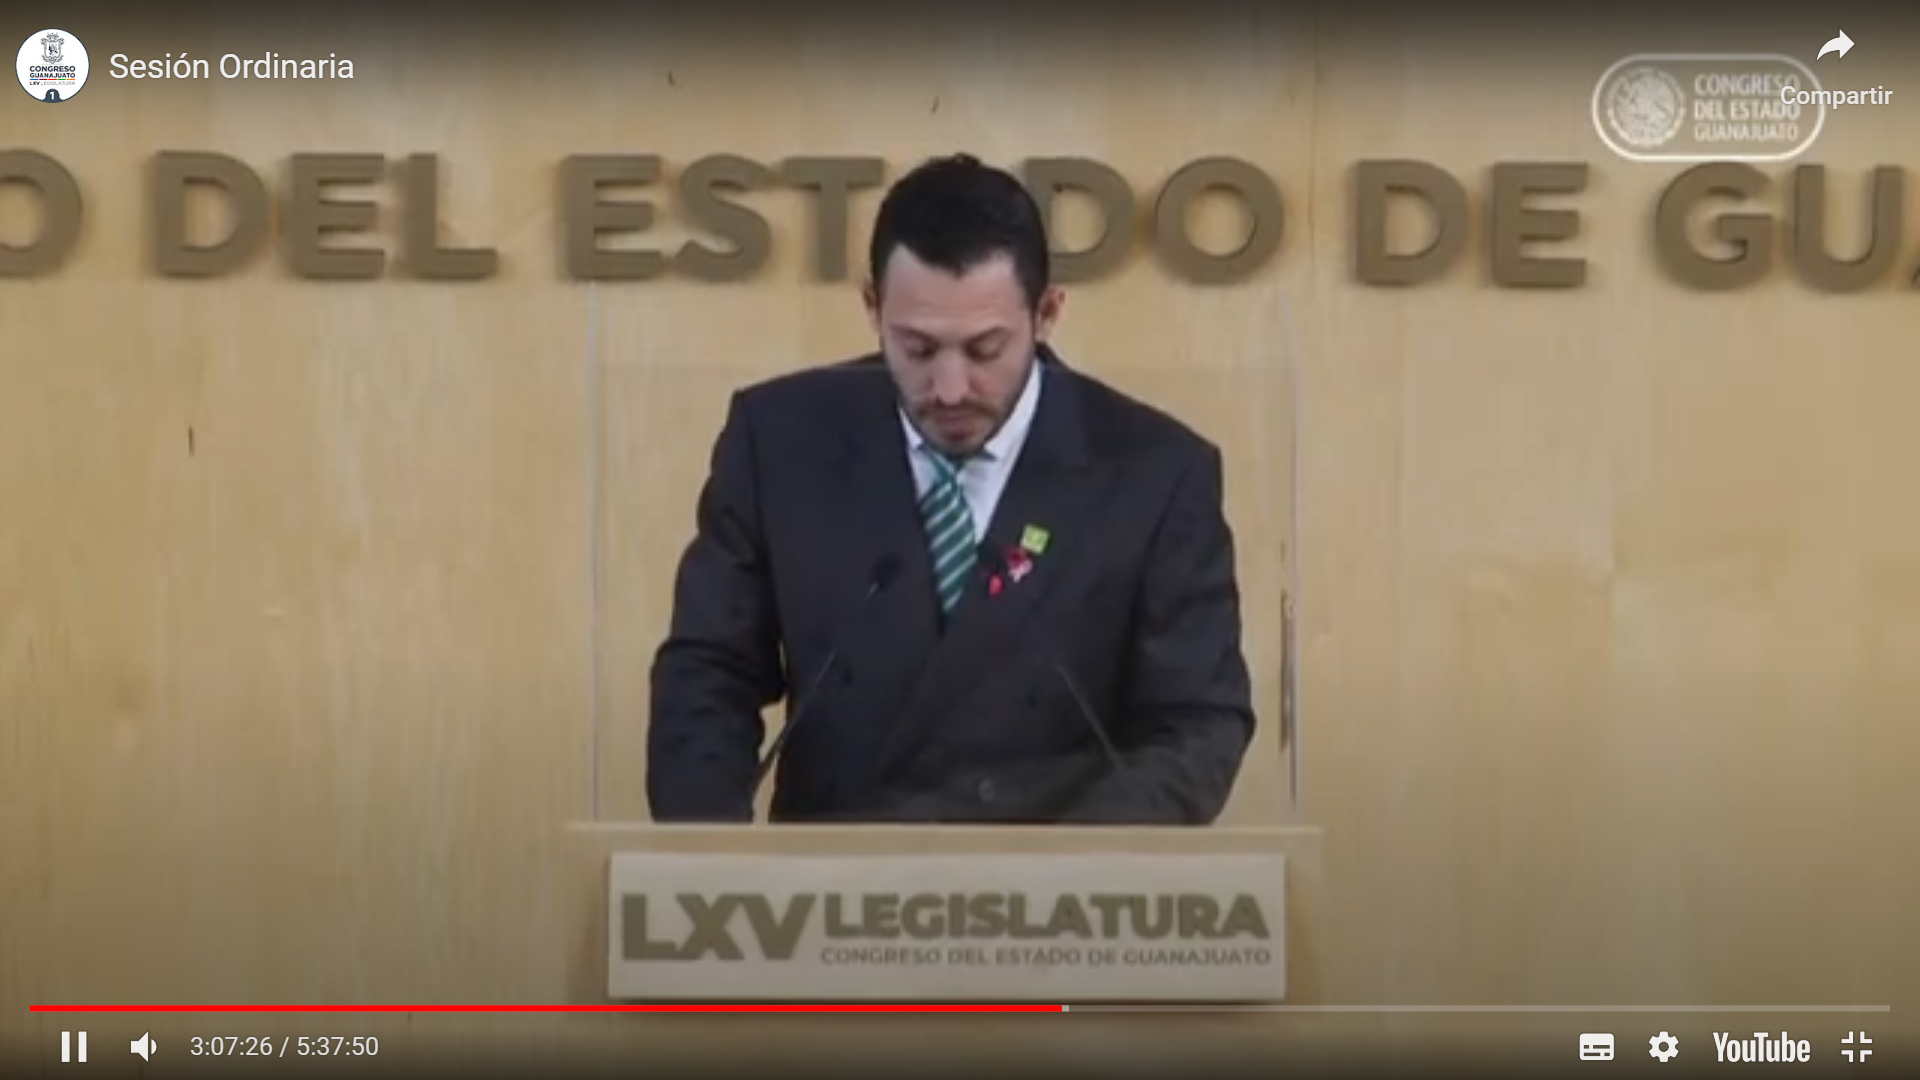 CONGRESO
GUANAJUATO
LXV LEGISLATURA
1
Sesión Ordinaria
Compartir
CONGRESO
DEL ESTADO
GUANAJUATO
O DEL ESTADO DE GU
LXV LEGISLATURA
CONGRESO DEL ESTADO DE GUANAJUATO
3:07:26 / 5:37:50
YouTube